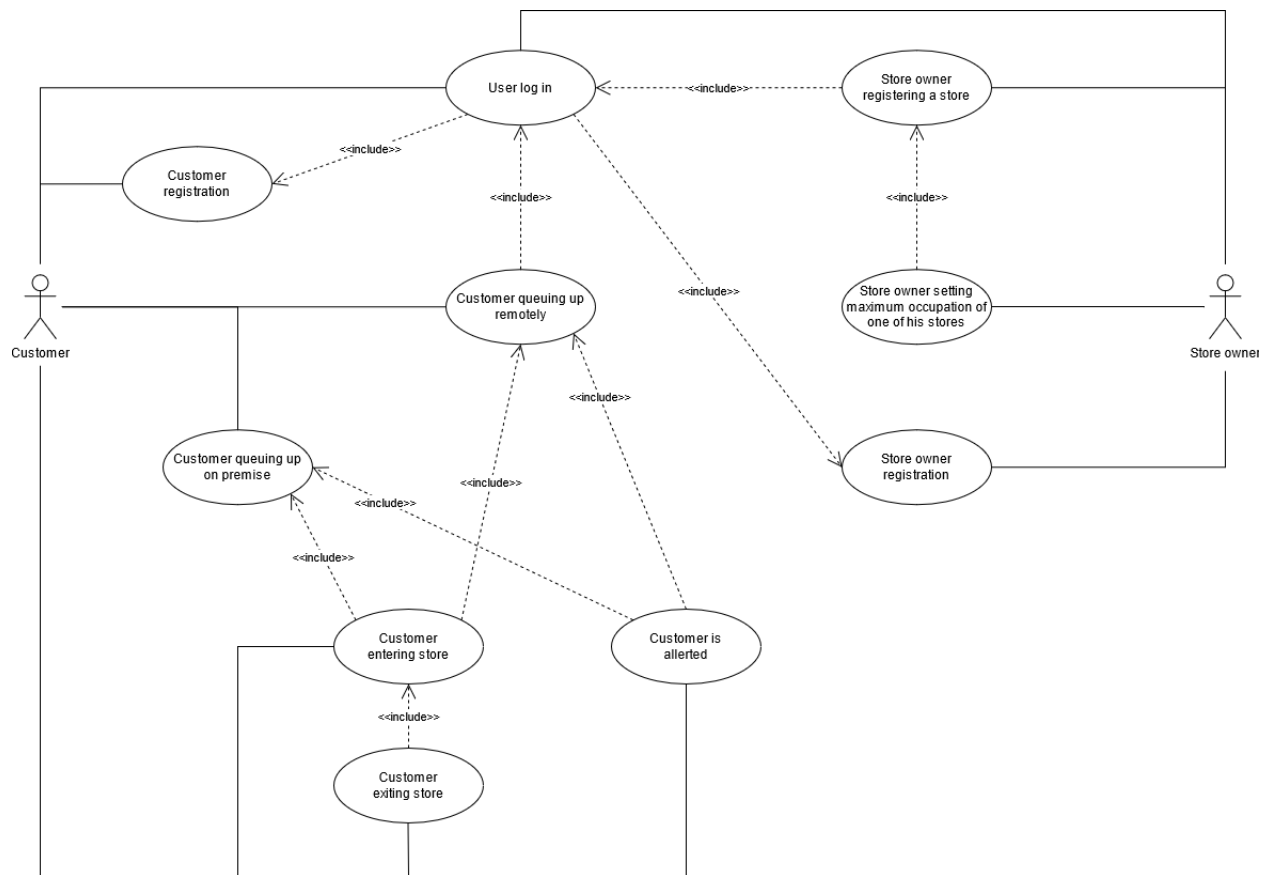 User log in
Store owner
registering a store
<<include>>
<<include>>
Customer
registration
<<include>>
<<include>>
Customer queuing up
remotely
<<include>>
Store owner setting
maximum occupation of
one of his stores
Customer
Store owner
<<include>>
Customer queuing up
on premise
<<include>>
<<include>>
Store owner
registration
<<include>>
Customer
entering store
Customer is
allerted
<<include>>
Customer
exiting store